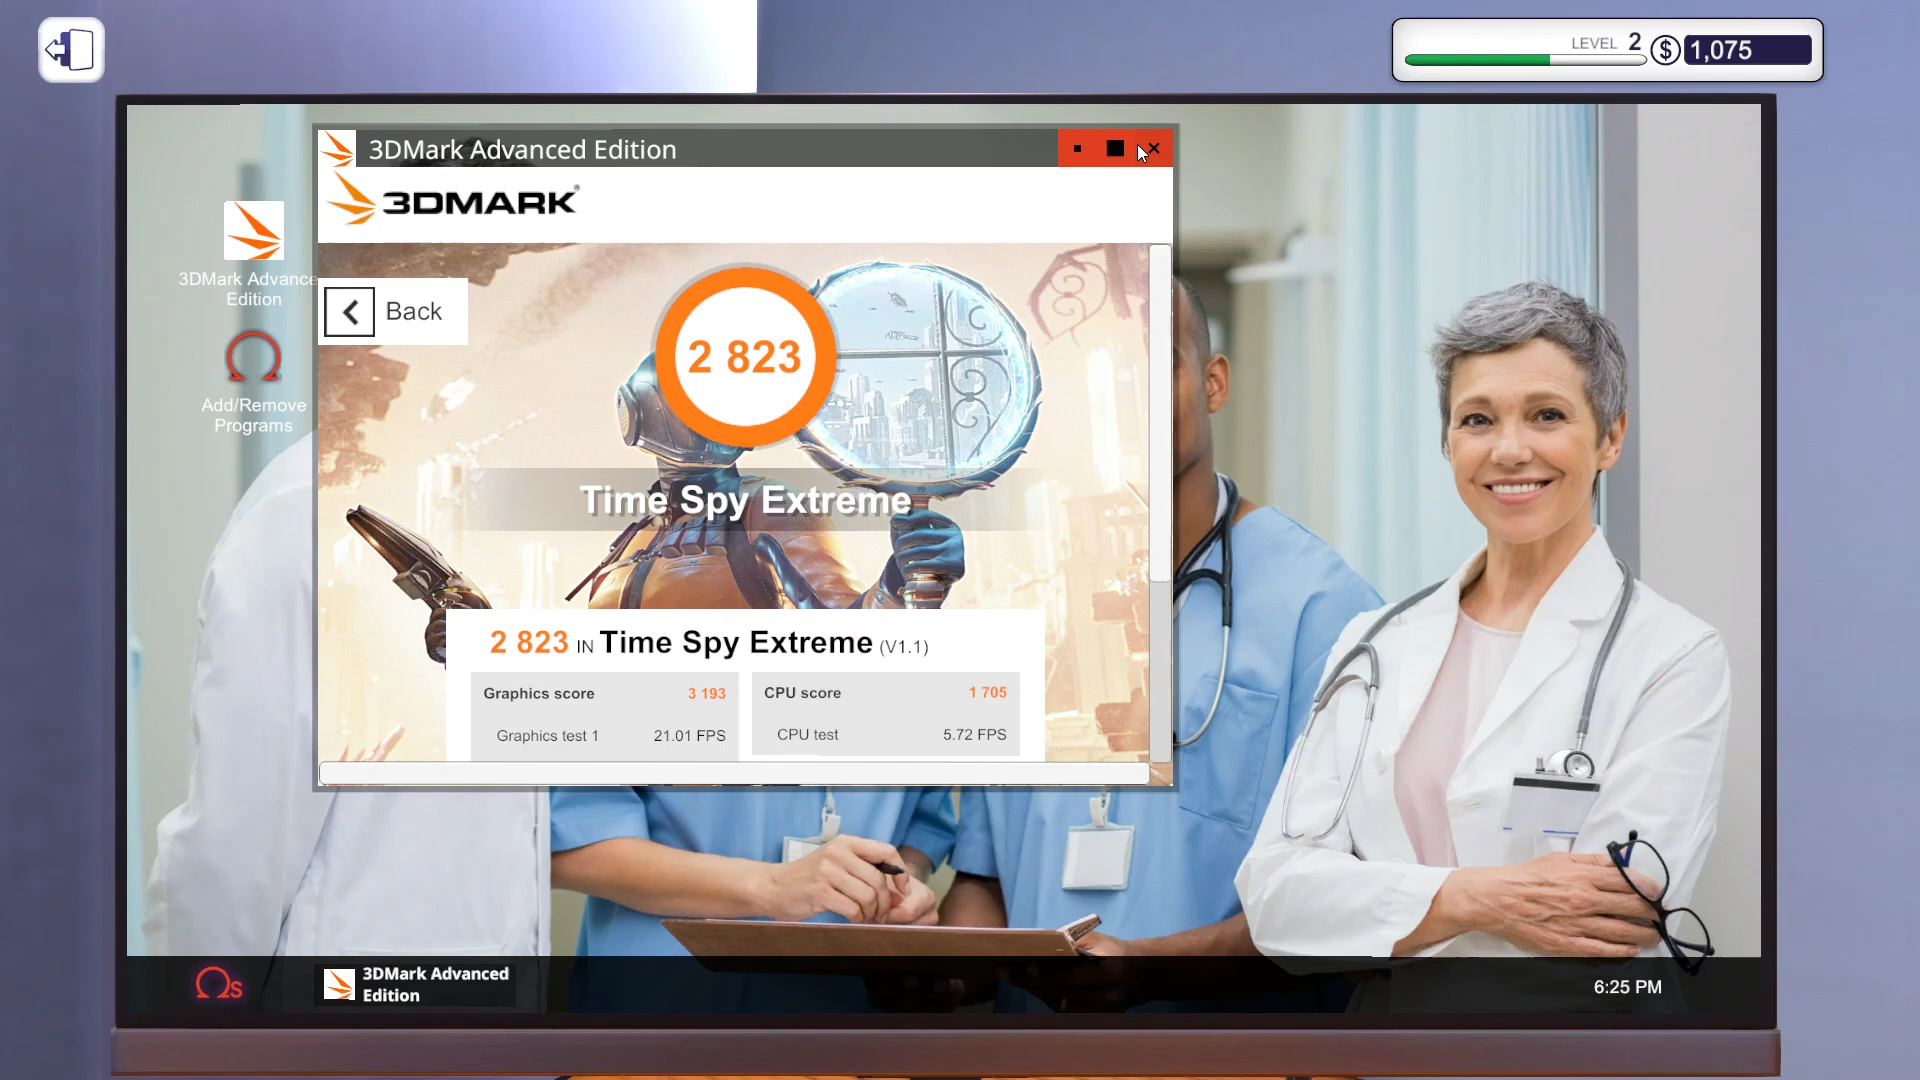 LEVEL 2
1,075
3DMark Advanced Edition
3DMARK
3DMark Advance
Edition
Back
2 823
Add/Remove
Programs
Time Spy Extreme
2 823 IN Time Spy Extreme (V1.1)
Graphics score 3 193
CPU score 1 705
Graphics test 1 21.01 FPS
CPU test 5.72 FPS
3DMark Advanced
Edition
6:25 PM